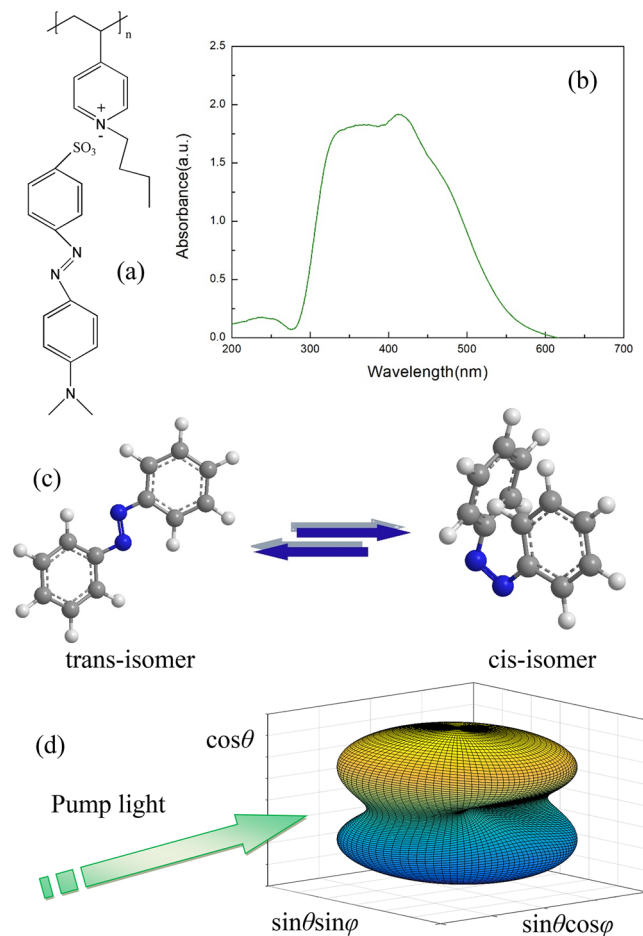 n
+
N
-
SO3
N
N
N
(a)
(b)
2.5
2.0
1.5
1.0
0.5
0.0
Absorbance(a.u.)
200 300 400 500 600 700
Wavelength(nm)
(c)
trans-isomer
cis-isomer
(d)
cosθ
Pump light
sinθsinφ
sinθcosφ